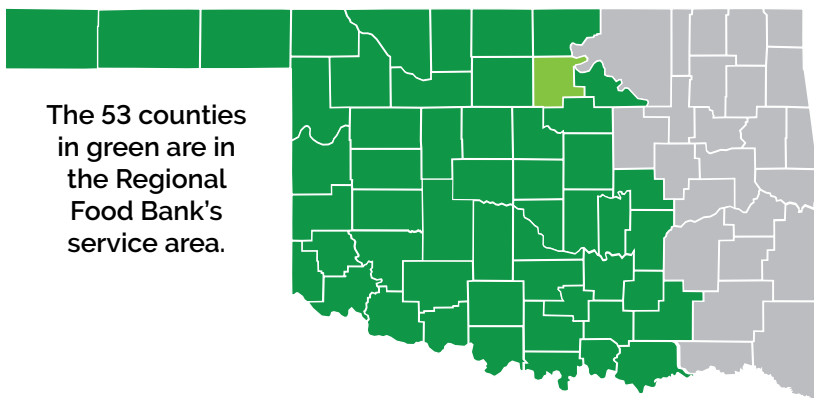 The 53 counties
in green are in
the Regional
Food Bank’s
service area.